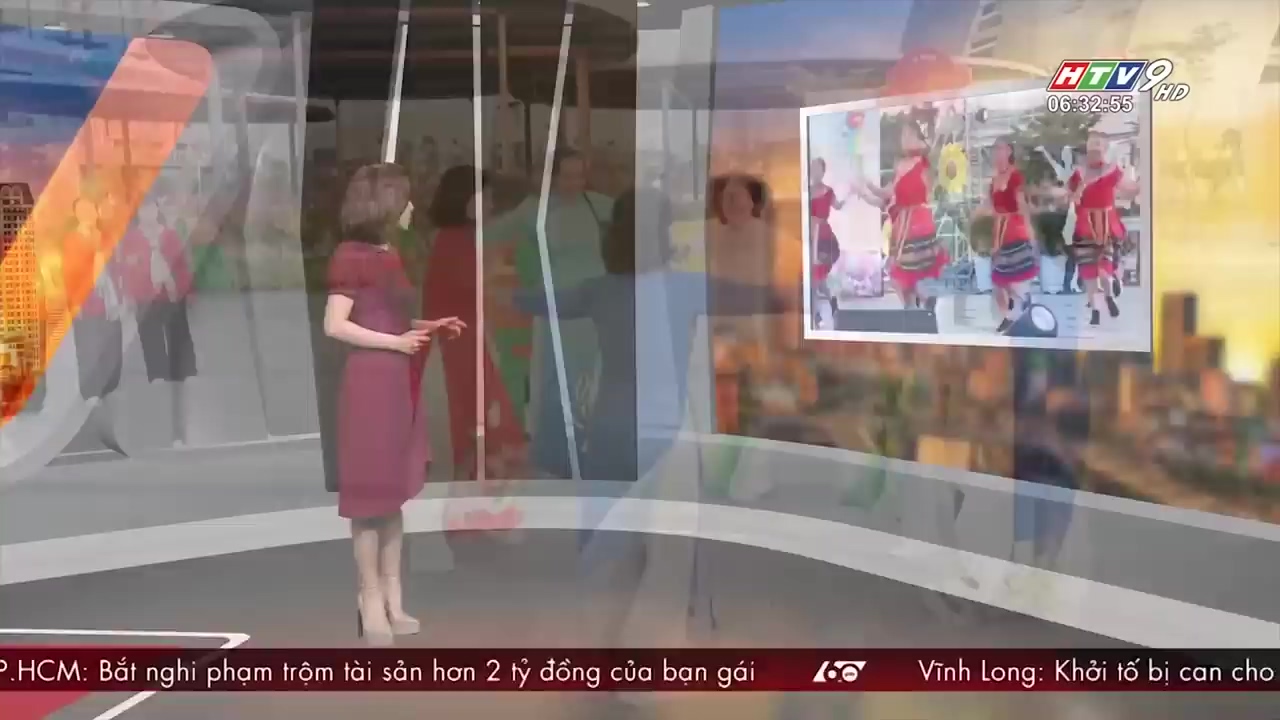 HTV9 HD
06:32:55
P.HCM: Bắt nghi phạm trộm tài sản hơn 2 tỷ đồng của bạn gái
60 Vĩnh Long: Khởi tố bị can cho